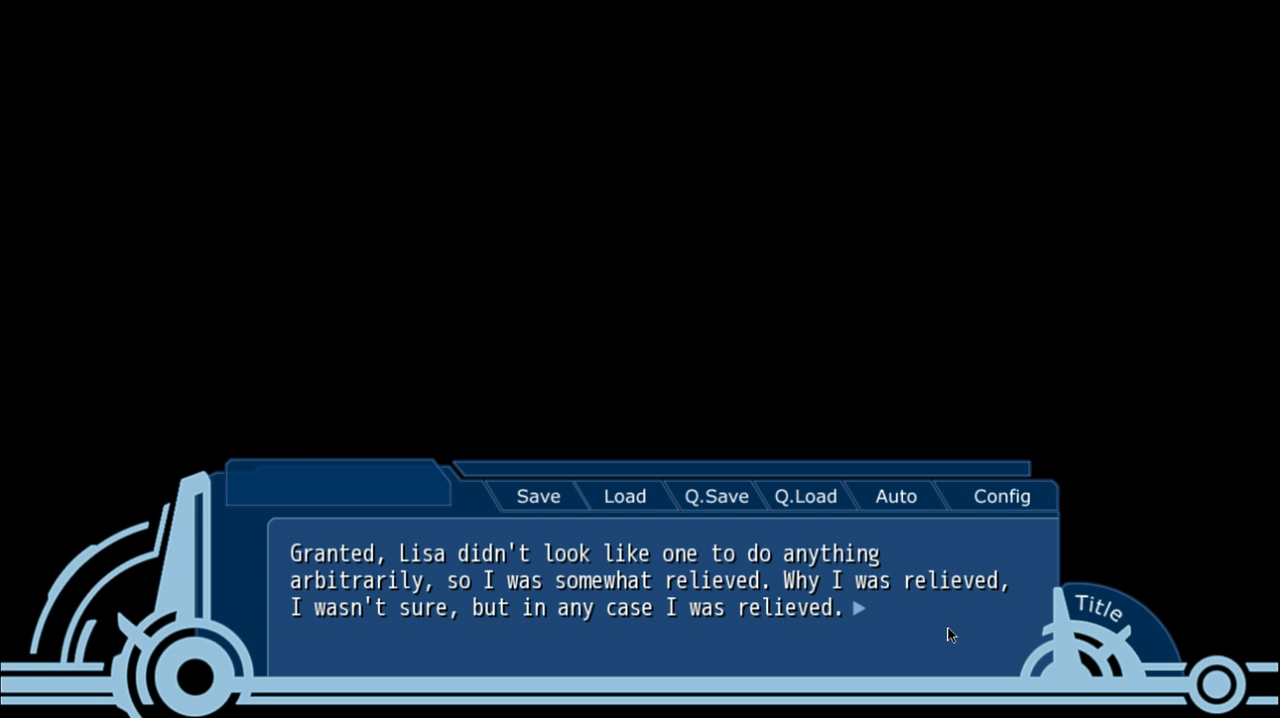 Save Load Q.Save Q.Load Auto Config
Granted, Lisa didn't look like one to do anything
arbitrarily, so I was somewhat relieved. Why I was relieved,
I wasn't sure, but in any case I was relieved.
Title